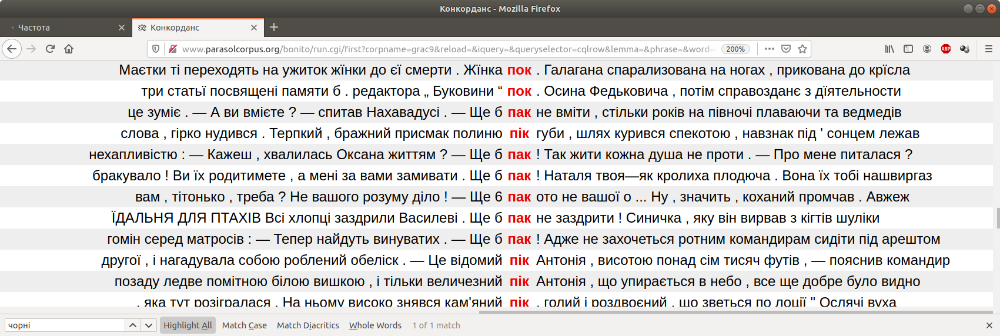 Конкорданс - Mozilla Firefox
Частота
Конкорданс
www.parasolcorpus.org/bonito/run.cgi/first?corpname=grac9&reload=&iquery=&queryselector=cqlrow&lemma=&phrase=&word= 200%
ABP
Маєтки ті переходять на ужиток жїнки до єї смерти . Жїнка пок . Галагана спарализована на ногах , прикована до крїсла
три статьї посвящені памяти б . редактора „ Буковини “ пок . Осина Федьковича , потім справозданє з дїятельности
це зуміє . — А ви вмієте ? — спитав Нахавадусі . — Ще б пак не вміти , стільки років на півночі плаваючи та ведмедів
слова , гірко нудився . Терпкий , бражний присмак полиню пік губи , шлях курився спекотою , навзнак під ' сонцем лежав
нехапливістю : — Кажеш , хвалилась Оксана життям ? — Ще б пак ! Так жити кожна душа не проти . — Про мене питалася ?
бракувало ! Ви їх родитимете , а мені за вами замивати . Ще б пак ! Наталя твоя—як кролиха плодюча . Вона їх тобі нашвиргаз
вам , тітонько , треба ? Не вашого розуму діло ! — Ще 6 пак ото не вашої о ... Ну , значить , коханий промчав . Авжеж
ЇДАЛЬНЯ ДЛЯ ПТАХІВ Всі хлопці заздрили Василеві . Ще б пак не заздрити ! Синичка , яку він вирвав з кігтів шуліки
гомін серед матросів : — Тепер найдуть винуватих . — Ще б пак ! Адже не захочеться ротним командирам сидіти під арештом
другої , і нагадувала собою роблений обеліск . — Це відомий пік Антонія , висотою понад сім тисяч футів , — пояснив командир
позаду ледве помітною білою вишкою , і тільки величезний пік Антонія , що упирається в небо , все ще добре було видно
, яка тут розігралася . На ньому високо знявся кам'яний пік , голий і роздвоєний , що зветься по лоції " Ослячі вуха
чорні Highlight All Match Case Match Diacritics Whole Words 1 of 1 match